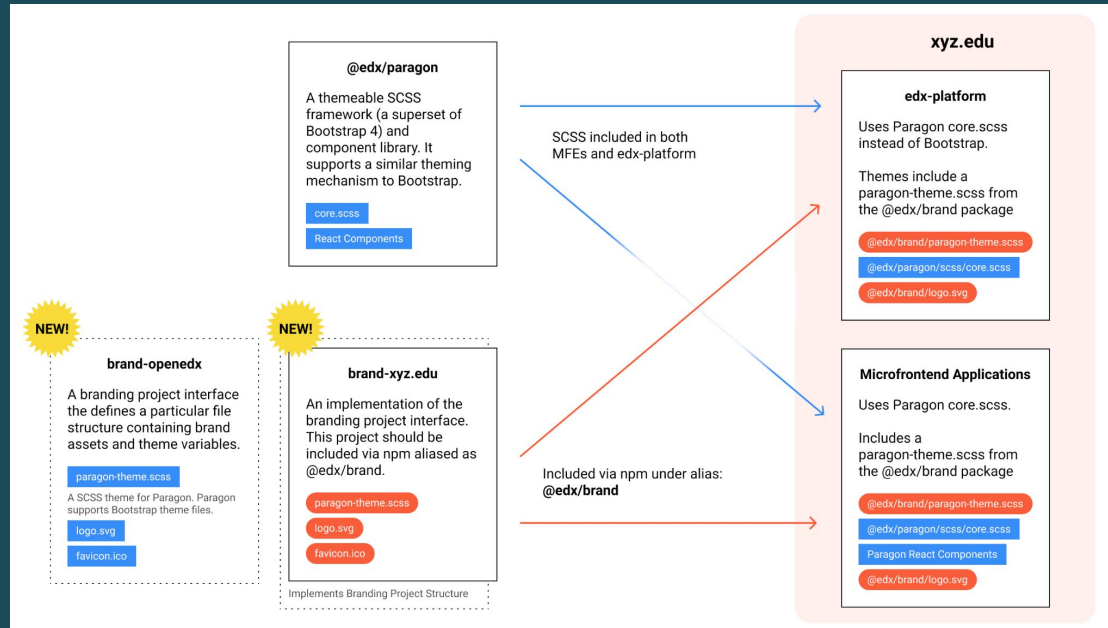 @edx/paragon
A themeable SCSS
framework (a superset of
Bootstrap 4) and
component library. It
supports a similar theming
mechanism to Bootstrap.
core.scss
React Components
NEW!
brand-openedx
A branding project interface
the defines a particular file
structure containing brand
assets and theme variables.
paragon-theme.scss
A SCSS theme for Paragon. Paragon
supports Bootstrap theme files.
logo.svg
favicon.ico
NEW!
brand-xyz.edu
An implementation of the
branding project interface.
This project should be
included via npm aliased as
@edx/brand.
paragon-theme.scss
logo.svg
favicon.ico
Implements Branding Project Structure
SCSS included in both
MFEs and edx-platform
Included via npm under alias:
@edx/brand
xyz.edu
edx-platform
Uses Paragon core.scss
instead of Bootstrap.
Themes include a
paragon-theme.scss from
the @edx/brand package
@edx/brand/paragon-theme.scss
@edx/paragon/scss/core.scss
@edx/brand/logo.svg
Microfrontend Applications
Uses Paragon core.scss.
Includes a
paragon-theme.scss from
the @edx/brand package
@edx/brand/paragon-theme.scss
@edx/paragon/scss/core.scss
Paragon React Components
@edx/brand/logo.svg